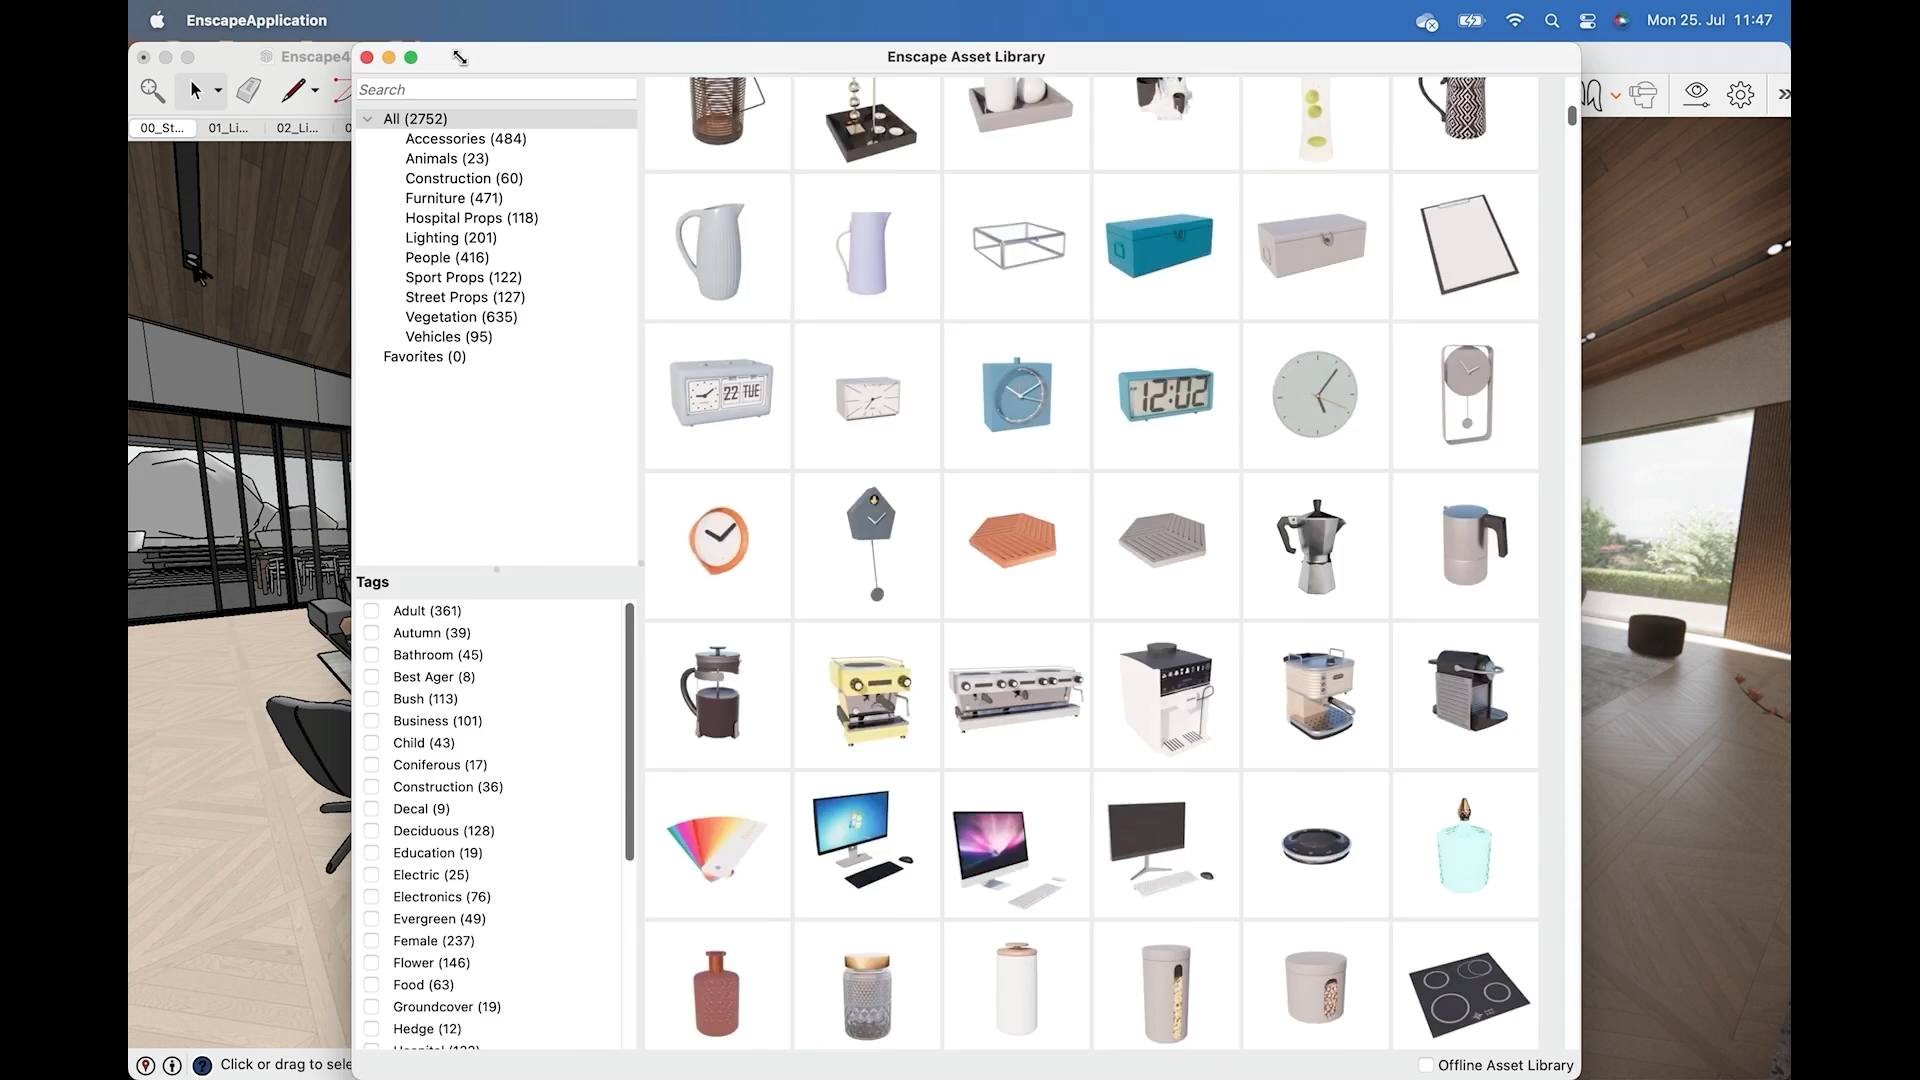 EnscapeApplication
Mon 25. Jul 11:47
Enscape4
Enscape Asset Library
00_St...
01_Li...
02_Li...
Search
All (2752)
Accessories (484)
Animals (23)
Construction (60)
Furniture (471)
Hospital Props (118)
Lighting (201)
People (416)
Sport Props (122)
Street Props (127)
Vegetation (635)
Vehicles (95)
Favorites (0)
22 TUE
12:02
Tags
Adult (361)
Autumn (39)
Bathroom (45)
Best Ager (8)
Bush (113)
Business (101)
Child (43)
Coniferous (17)
Construction (36)
Decal (9)
Deciduous (128)
Education (19)
Electric (25)
Electronics (76)
Evergreen (49)
Female (237)
Flower (146)
Food (63)
Groundcover (19)
Hedge (12)
Click or drag to sele
Offline Asset Library